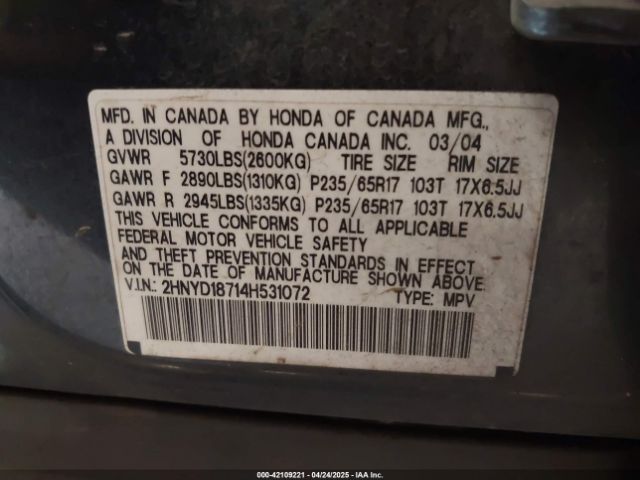 MFD. IN CANADA BY HONDA OF CANADA MFG.,
A DIVISION OF HONDA CANADA INC. 03/04
GVWR 5730LBS(2600KG) TIRE SIZE RIM SIZE
GAWR F 2890LBS(1310KG) P235/65R17 103T 17X6.5JJ
GAWR R 2945LBS(1335KG) P235/65R17 103T 17X6.5JJ
THIS VEHICLE CONFORMS TO ALL APPLICABLE
FEDERAL MOTOR VEHICLE SAFETY
AND THEFT PREVENTION STANDARDS IN EFFECT
ON THE DATE OF MANUFACTURE SHOWN ABOVE.
V.I.N.: 2HNYD18714H531072 TYPE: MPV
000-42109221 - 04/24/2025 - IAA Inc.